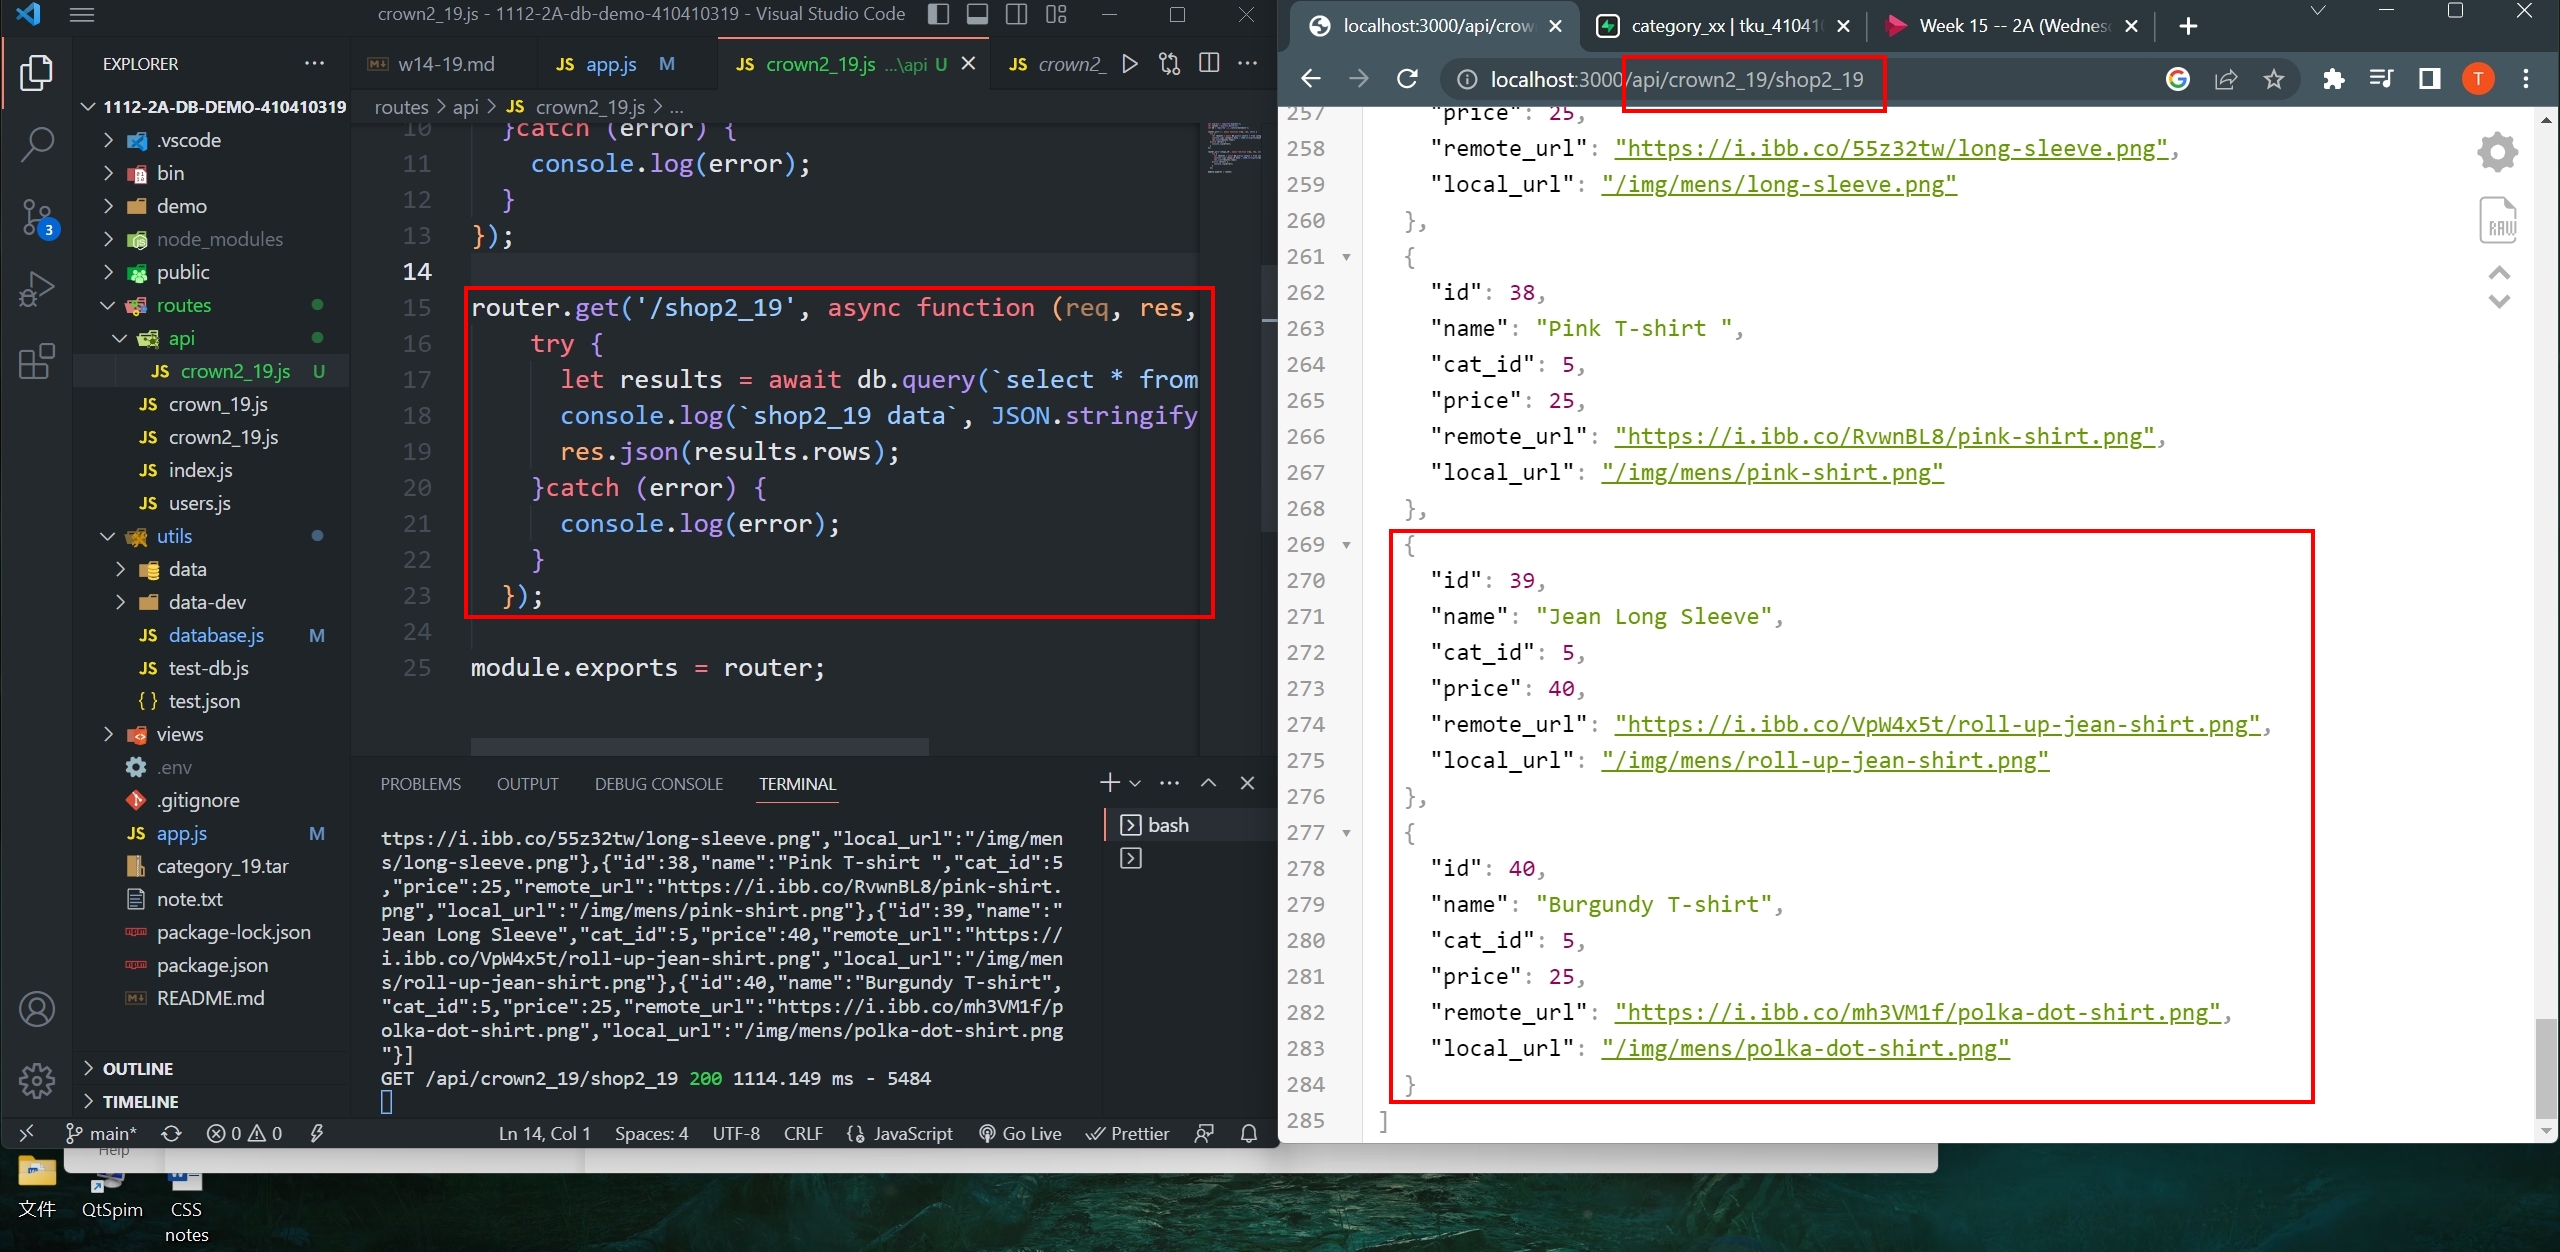 crown2_19.js - 1112-2A-db-demo-410410319 - Visual Studio Code
EXPLORER
1112-2A-DB-DEMO-410410319
.vscode
bin
demo
node_modules
public
routes
api
crown2_19.js U
crown_19.js
crown2_19.js
index.js
users.js
utils
data
data-dev
database.js M
test-db.js
test.json
views
.env
.gitignore
app.js M
category_19.tar
note.txt
package-lock.json
package.json
README.md
OUTLINE
TIMELINE
3
w14-19.md
JS app.js M
JS crown2_19.js ...\api U
JS crown2_
routes > api > JS crown2_19.js > ...
10 }catch (error) {
11 console.log(error);
12 }
13 });
14
15 router.get('/shop2_19', async function (req, res,
16 try {
17 let results = await db.query(`select * from
18 console.log(`shop2_19 data`, JSON.stringify
19 res.json(results.rows);
20 }catch (error) {
21 console.log(error);
22 }
23 });
24
25 module.exports = router;
PROBLEMS OUTPUT DEBUG CONSOLE TERMINAL
bash
ttps://i.ibb.co/55z32tw/long-sleeve.png","local_url":"/img/men
s/long-sleeve.png"},{"id":38,"name":"Pink T-shirt ","cat_id":5
,"price":25,"remote_url":"https://i.ibb.co/RvwnBL8/pink-shirt.
png","local_url":"/img/mens/pink-shirt.png"},{"id":39,"name":"
Jean Long Sleeve","cat_id":5,"price":40,"remote_url":"https://
i.ibb.co/VpW4x5t/roll-up-jean-shirt.png","local_url":"/img/men
s/roll-up-jean-shirt.png"},{"id":40,"name":"Burgundy T-shirt",
"cat_id":5,"price":25,"remote_url":"https://i.ibb.co/mh3VM1f/p
olka-dot-shirt.png","local_url":"/img/mens/polka-dot-shirt.png
"}]
GET /api/crown2_19/shop2_19 200 1114.149 ms - 5484
main* 0 0 Ln 14, Col 1 Spaces: 4 UTF-8 CRLF JavaScript Go Live Prettier
localhost:3000/api/crow
category_xx | tku_41041
Week 15 -- 2A (Wednes
localhost:3000/api/crown2_19/shop2_19
T
RAW
257 "price": 25,
258 "remote_url": "https://i.ibb.co/55z32tw/long-sleeve.png",
259 "local_url": "/img/mens/long-sleeve.png"
260 },
261 {
262 "id": 38,
263 "name": "Pink T-shirt ",
264 "cat_id": 5,
265 "price": 25,
266 "remote_url": "https://i.ibb.co/RvwnBL8/pink-shirt.png",
267 "local_url": "/img/mens/pink-shirt.png"
268 },
269 {
270 "id": 39,
271 "name": "Jean Long Sleeve",
272 "cat_id": 5,
273 "price": 40,
274 "remote_url": "https://i.ibb.co/VpW4x5t/roll-up-jean-shirt.png",
275 "local_url": "/img/mens/roll-up-jean-shirt.png"
276 },
277 {
278 "id": 40,
279 "name": "Burgundy T-shirt",
280 "cat_id": 5,
281 "price": 25,
282 "remote_url": "https://i.ibb.co/mh3VM1f/polka-dot-shirt.png",
283 "local_url": "/img/mens/polka-dot-shirt.png"
284 }
285 ]
Help
文件
QtSpim
CSS
notes